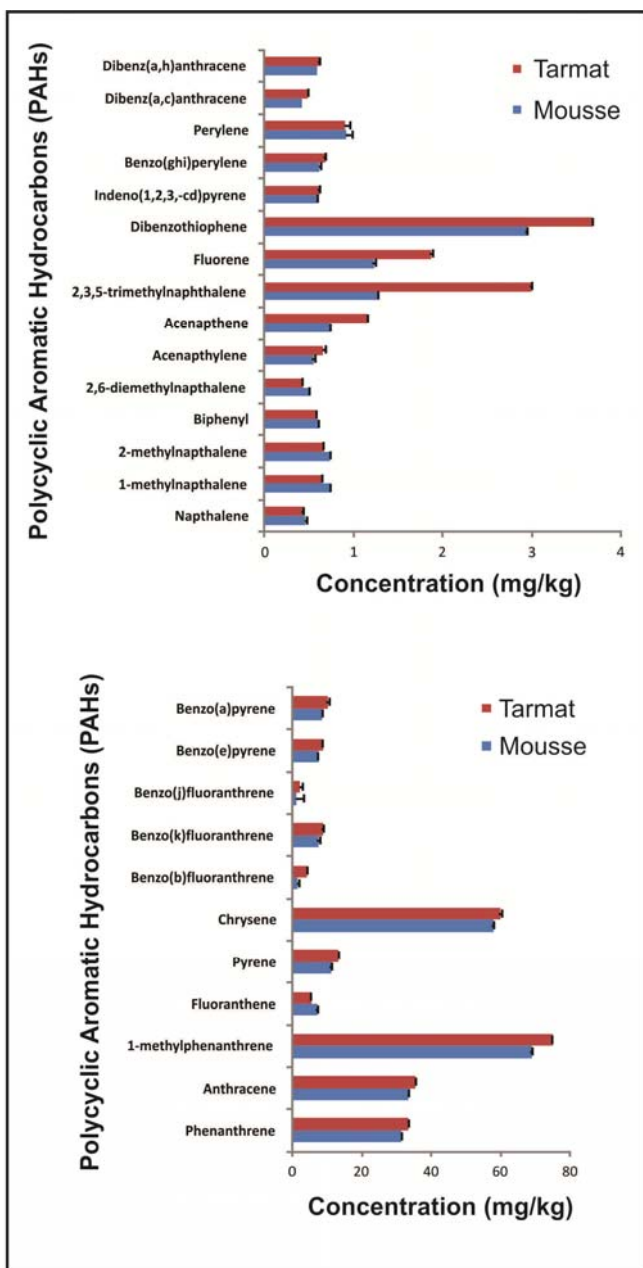 Polycyclic Aromatic Hydrocarbons (PAHs)
Dibenz(a,h)anthracene
Dibenz(a,c)anthracene
Perylene
Benzo(ghi)perylene
Indeno(1,2,3,-cd)pyrene
Dibenzothiophene
Fluorene
2,3,5-trimethylnaphthalene
Acenapthene
Acenapthylene
2,6-diemethylnapthalene
Biphenyl
2-methylnapthalene
1-methylnapthalene
Napthalene
Tarmat
Mousse
0 1 2 3 4
Concentration (mg/kg)
Polycyclic Aromatic Hydrocarbons (PAHs)
Benzo(a)pyrene
Benzo(e)pyrene
Benzo(j)fluoranthrene
Benzo(k)fluoranthrene
Benzo(b)fluoranthrene
Chrysene
Pyrene
Fluoranthene
1-methylphenanthrene
Anthracene
Phenanthrene
Tarmat
Mousse
0 20 40 60 80
Concentration (mg/kg)